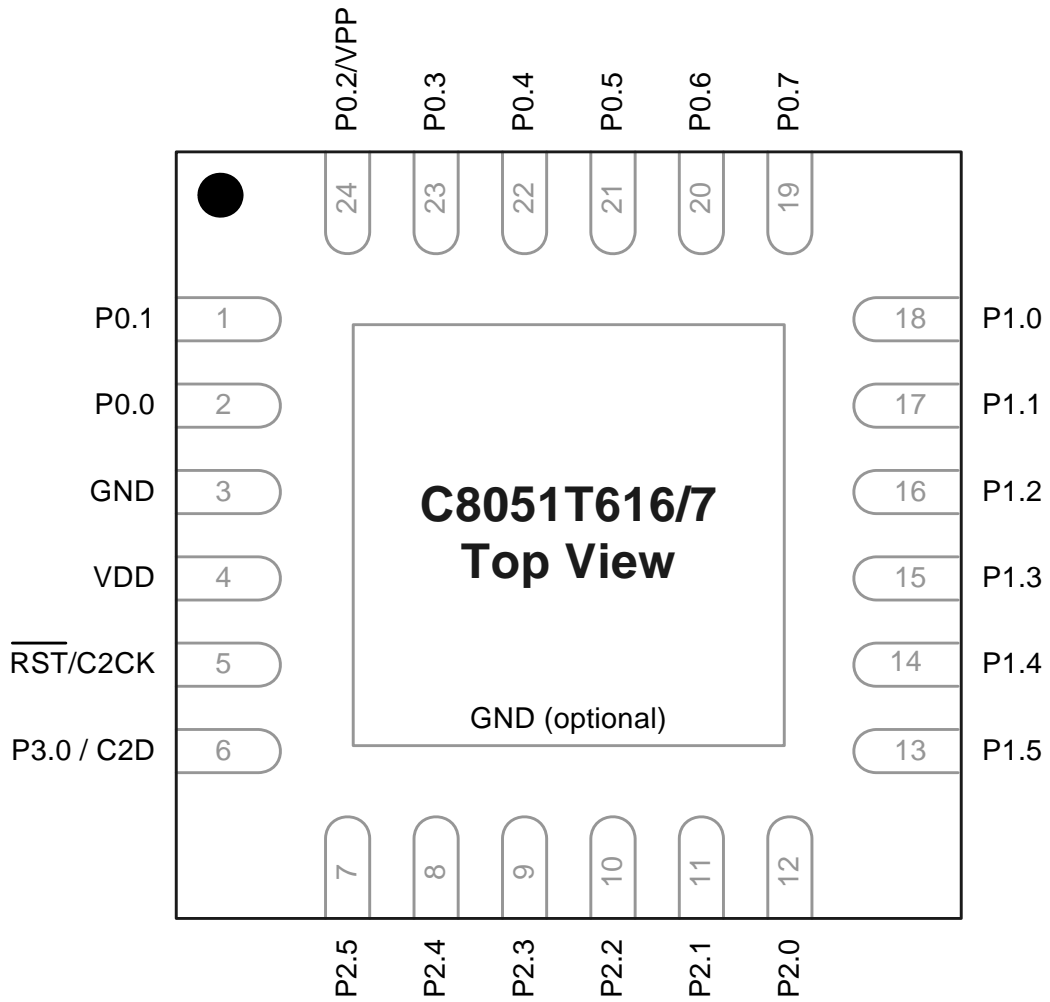 P0.2/VPP
P0.3
P0.4
P0.5
P0.6
P0.7
24
23
22
21
20
19
P0.1
1
P0.0
2
GND
3
VDD
4
RST/C2CK
5
P3.0 / C2D
6
C8051T616/7
Top View
GND (optional)
18
P1.0
17
P1.1
16
P1.2
15
P1.3
14
P1.4
13
P1.5
7
8
9
10
11
12
P2.5
P2.4
P2.3
P2.2
P2.1
P2.0